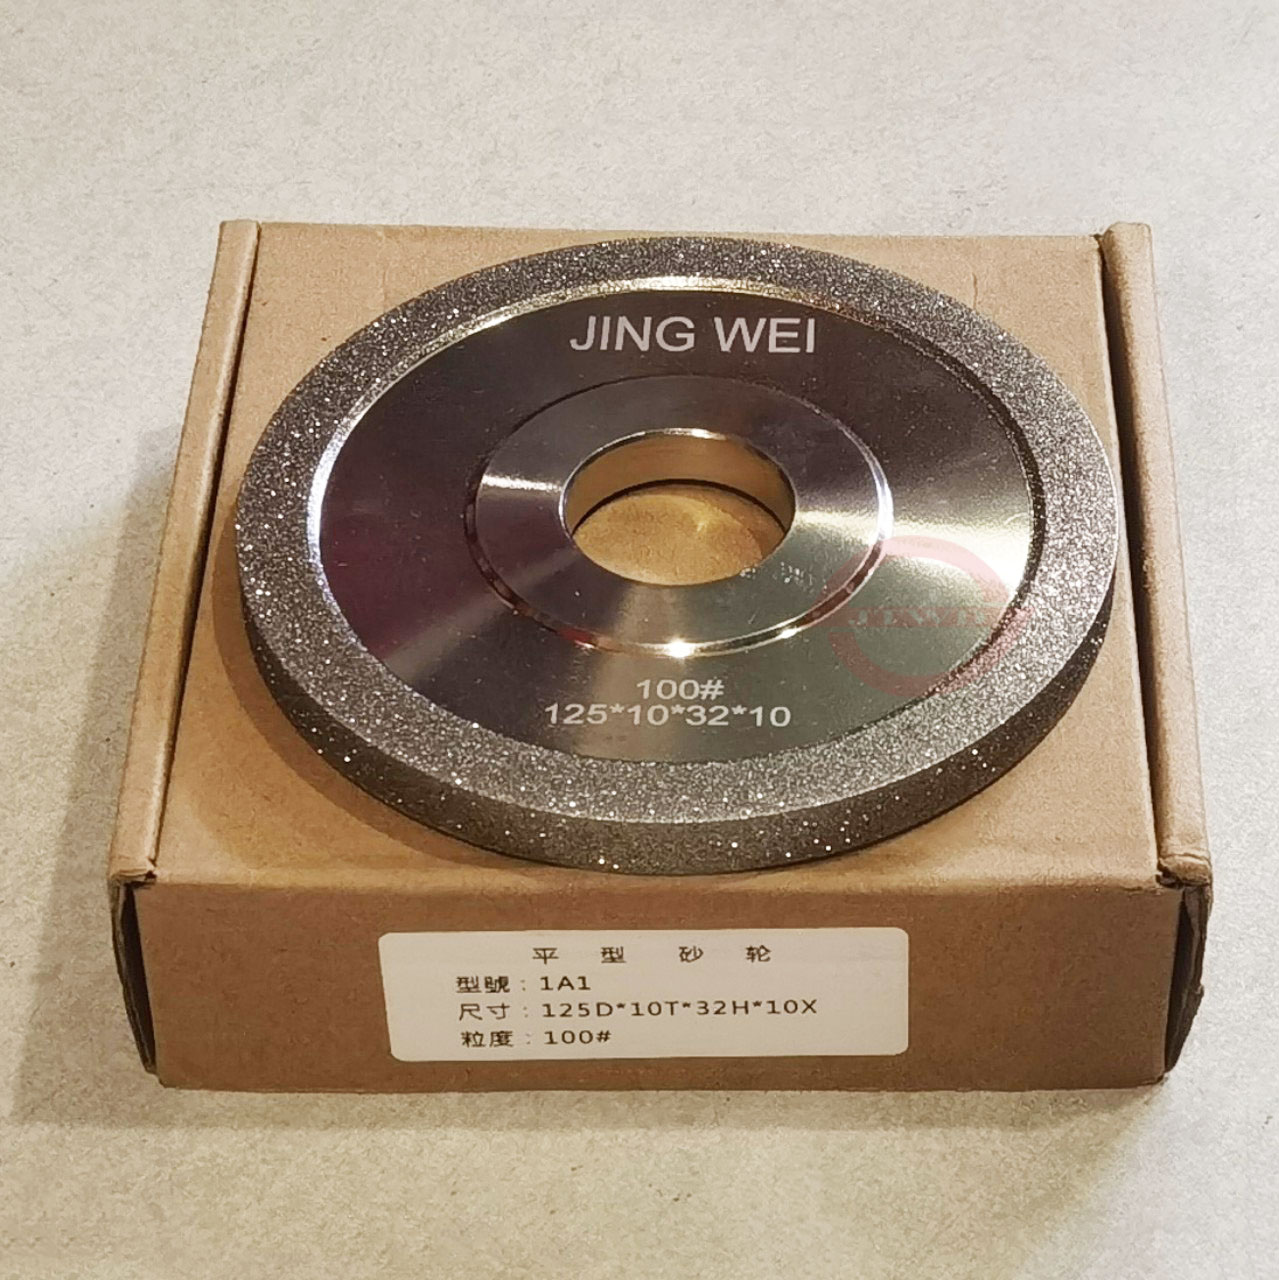 JING WEI
100#
125*10*32*10
平 型 砂 轮
型號：1A1
尺寸：125D*10T*32H*10X
粒度：100#